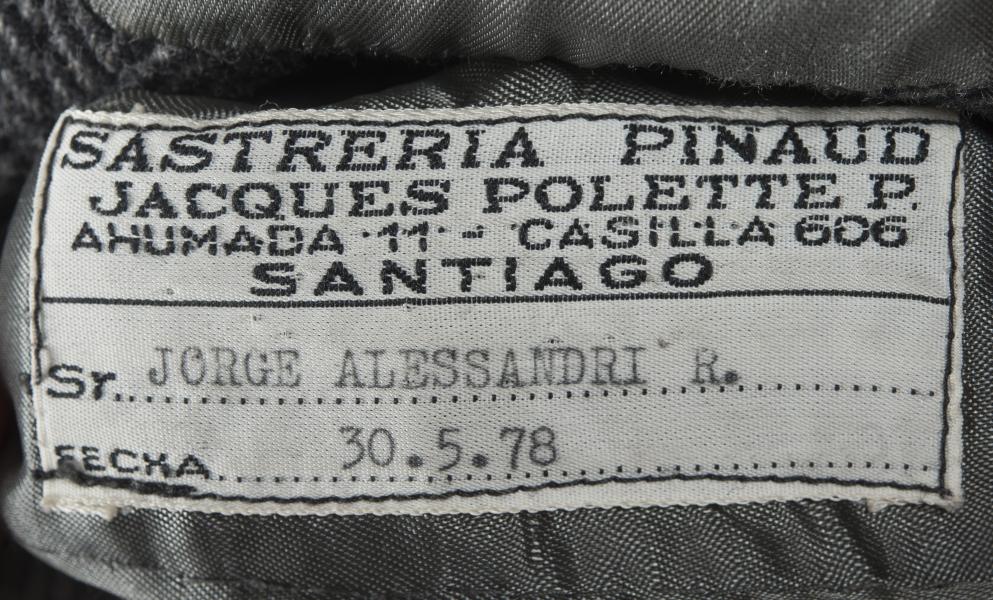 SASTRERIA PINAUD
JACQUES POLETTE P.
AHUMADA 11 - CASILLA 606
SANTIAGO
Sr. JORGE ALESSANDRI R.
FECHA 30.5.78